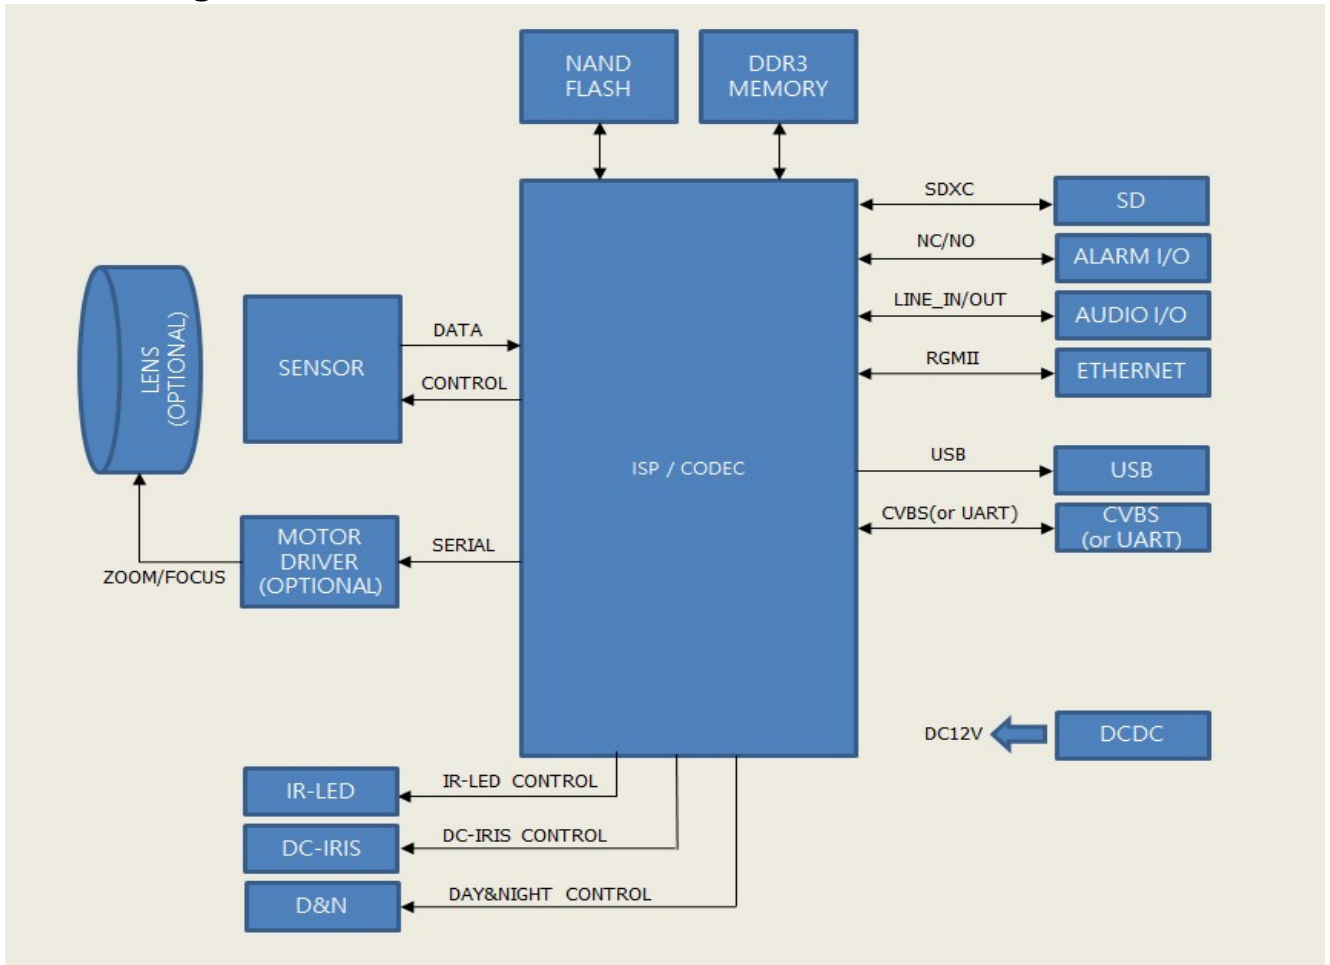 NAND
FLASH
DDR3
MEMORY
SDXC
SD
NC/NO
ALARM I/O
LINE_IN/OUT
AUDIO I/O
RGMII
ETHERNET
LENS
(OPTIONAL)
SENSOR
DATA
CONTROL
ISP / CODEC
USB
USB
CVBS(or UART)
CVBS
(or UART)
MOTOR
DRIVER
(OPTIONAL)
SERIAL
ZOOM/FOCUS
DC12V
DCDC
IR-LED
IR-LED CONTROL
DC-IRIS
DC-IRIS CONTROL
D&N
DAY&NIGHT CONTROL